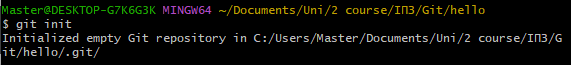 Master@DESKTOP-G7K6G3K MINGW64 ~/Documents/Uni/2 course/ІПЗ/Git/hello
$ git init
Initialized empty Git repository in C:/Users/Master/Documents/Uni/2 course/ІПЗ/G
it/hello/.git/